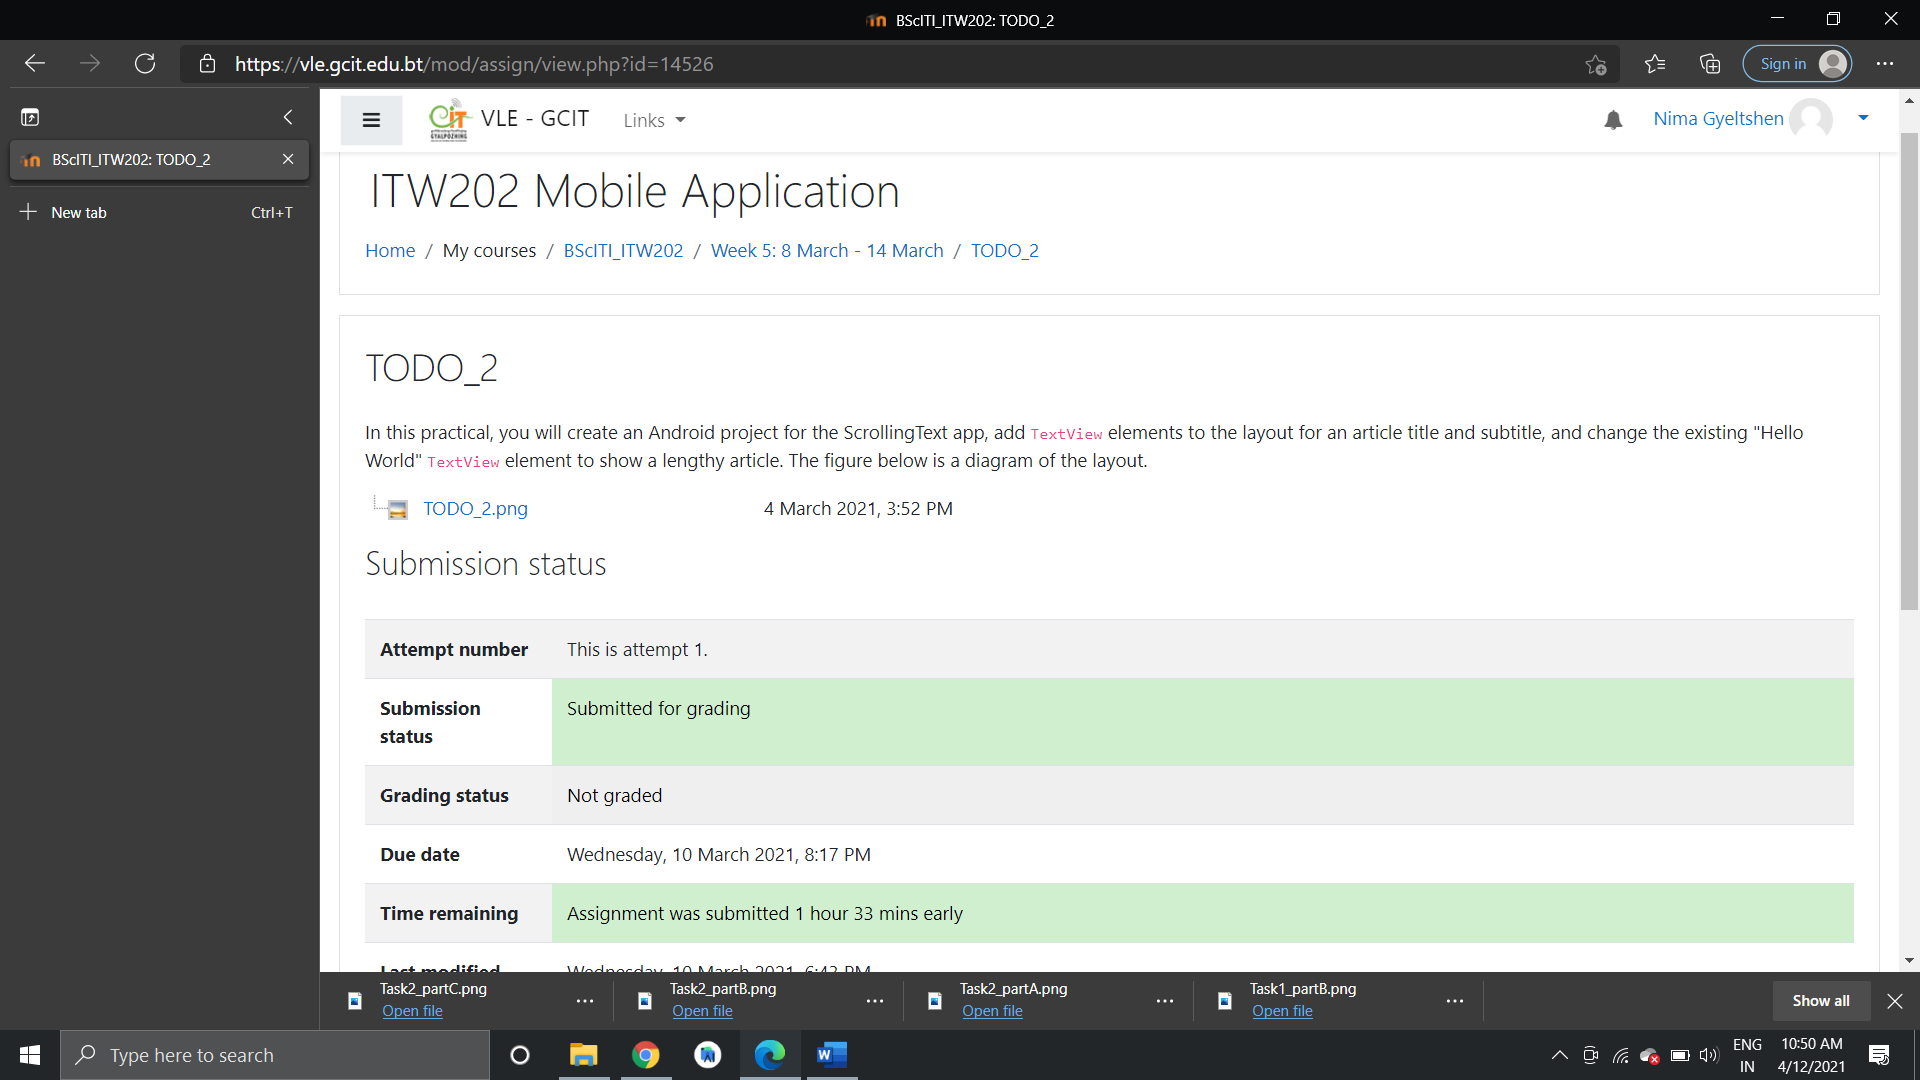 BScITI_ITW202: TODO_2
https://vle.gcit.edu.bt/mod/assign/view.php?id=14526
Sign in
BScITI_ITW202: TODO_2
New tab Ctrl+T
VLE - GCIT Links
Nima Gyeltshen
ITW202 Mobile Application
Home / My courses / BScITI_ITW202 / Week 5: 8 March - 14 March / TODO_2
TODO_2
In this practical, you will create an Android project for the ScrollingText app, add TextView elements to the layout for an article title and subtitle, and change the existing "Hello
World" TextView element to show a lengthy article. The figure below is a diagram of the layout.
TODO_2.png 4 March 2021, 3:52 PM
Submission status
Attempt number This is attempt 1.
Submission status Submitted for grading
Grading status Not graded
Due date Wednesday, 10 March 2021, 8:17 PM
Time remaining Assignment was submitted 1 hour 33 mins early
Last modified Wednesday, 10 March 2021, 6:43 PM
Task2_partC.png
Open file
Task2_partB.png
Open file
Task2_partA.png
Open file
Task1_partB.png
Open file
Show all
Type here to search
ENG
IN
10:50 AM
4/12/2021